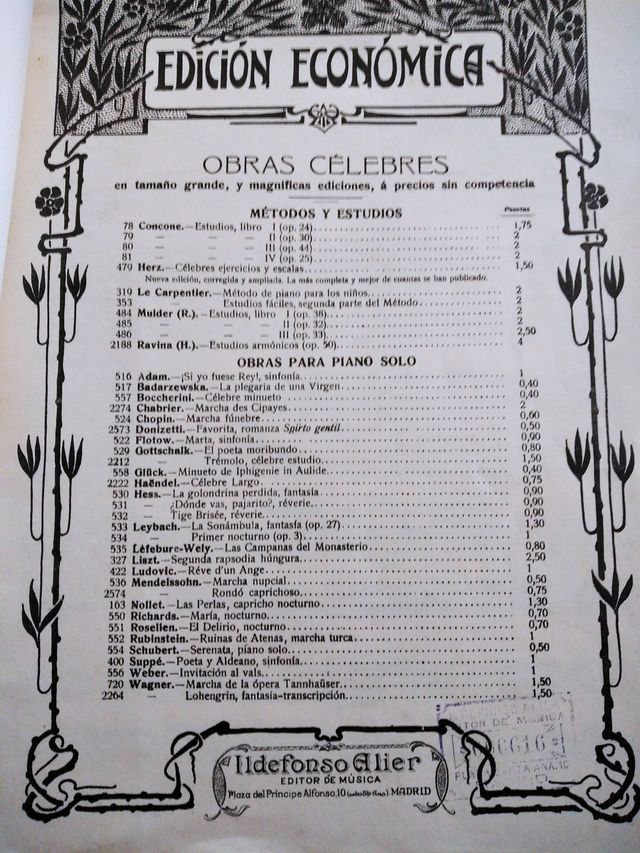 EDICIÓN ECONÓMICA
OBRAS CÉLEBRES
en tamaño grande, y magníficas ediciones, á precios sin competencia
MÉTODOS Y ESTUDIOS Pesetas
78 Concone.—Estudios, libro I (op. 24) 1,75
79 — — — II (op. 30) 2
80 — — — III (op. 44) 2
81 — — — IV (op. 25) 2
479 Herz.—Célebres ejercicios y escalas 1,50
Nueva edición, corregida y ampliada. La más completa y mejor de cuantas se han publicado.
319 Le Carpentier.—Método de piano para los niños. 2
353 — Estudios fáciles, segunda parte del Método 2
484 Mulder (R.).—Estudios, libro I (op. 38) 2
485 — — — II (op. 32) 2
486 — — — III (op. 33) 2,50
2188 Ravina (H.).—Estudios armónicos (op. 50) 4
OBRAS PARA PIANO SOLO
516 Adam.—¡Si yo fuese Rey!, sinfonía 1
517 Badarzewska.—La plegaria de una Virgen 0,40
557 Boccherini.—Célebre minueto 0,40
2274 Chabrier.—Marcha des Cipayes 2
524 Chopin.—Marcha fúnebre 0,60
2573 Donizetti.—Favorita, romanza Spirto gentil 0,50
522 Flotow.—Marta, sinfonía 0,90
529 Gottschalk.—El poeta moribundo 0,80
2212 — Trémolo, célebre estudio 1,50
558 Glück.—Minueto de Iphigenie in Aulide 0,40
2222 Haëndel.—Célebre Largo 0,75
530 Hess.—La golondrina perdida, fantasía 0,90
531 — ¿Dónde vas, pajarito?, réverie 0,90
532 — Tige Brisée, réverie 0,90
533 Leybach.—La Sonámbula, fantasía (op. 27) 1,30
534 — Primer nocturno (op. 3) 1
535 Léfebure-Wely.—Las Campanas del Monasterio 0,80
327 Liszt.—Segunda rapsodia húngura 2,50
422 Ludovic.—Réve d'un Ange 1
536 Mendelssohn.—Marcha nupcial 0,50
2574 — Rondó caprichoso 0,75
163 Nollet.—Las Perlas, capricho nocturno 1,30
550 Richards.—María, nocturno 0,70
551 Rosellen.—El Delirio, nocturno 0,70
552 Rubinstein.—Ruinas de Atenas, marcha turca 1
554 Schubert.—Serenata, piano solo 0,50
400 Suppé.—Poeta y Aldeano, sinfonía 1
556 Weber.—Invitación al vals 1
720 Wagner.—Marcha de la ópera Tannhaüser 1,50
2264 — Lohengrin, fantasía-transcripción 1,50
Ildefonso Alier
EDITOR DE MÚSICA
Plaza del Príncipe Alfonso, 10 MADRID